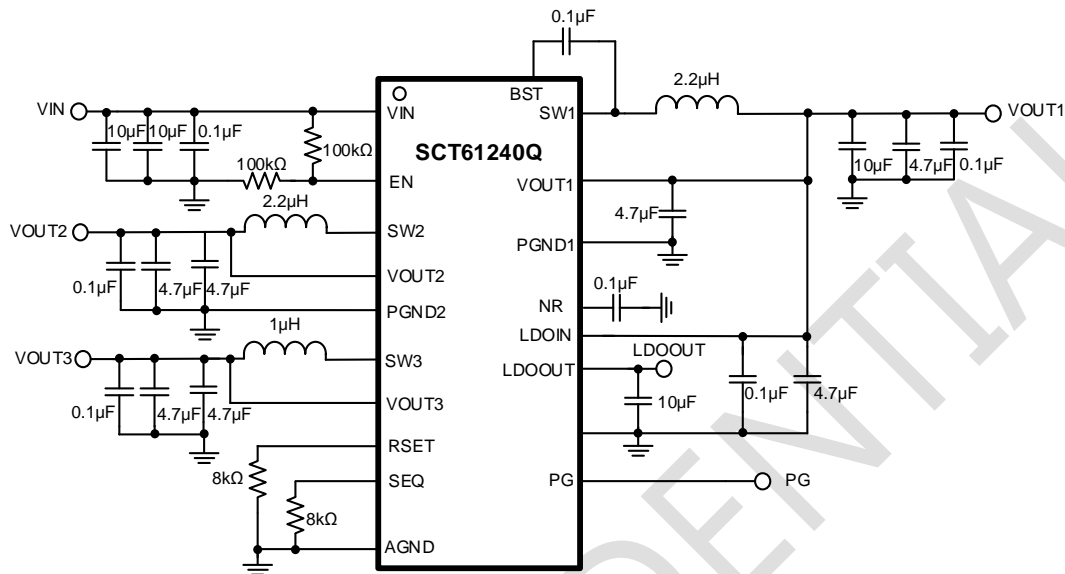 0.1µF
BST
2.2µH
VIN
VIN
SW1
VOUT1
10µF
10µF
0.1µF
100kΩ
SCT61240Q
10µF
4.7µF
0.1µF
100kΩ
EN
VOUT1
2.2µH
4.7µF
VOUT2
SW2
PGND1
VOUT2
0.1µF
4.7µF
4.7µF
0.1µF
NR
PGND2
1µH
LDOIN
VOUT3
SW3
LDOOUT
LDOOUT
0.1µF
4.7µF
4.7µF
VOUT3
10µF
0.1µF
4.7µF
RSET
8kΩ
SEQ
PG
PG
8kΩ
AGND
DENTIAL